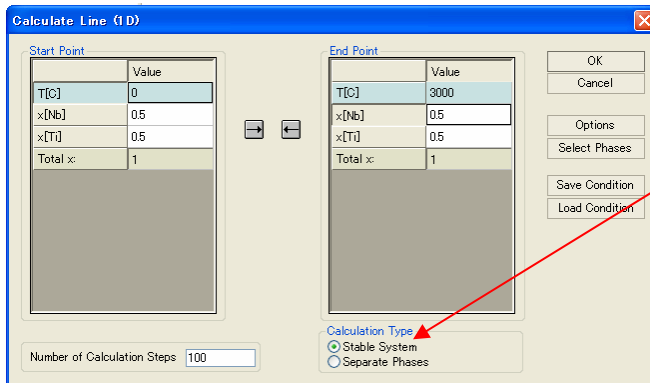 Calculate Line (1D)
Start Point
Value
T[C] 0
x[Nb] 0.5
x[Ti] 0.5
Total x: 1
End Point
Value
T[C] 3000
x[Nb] 0.5
x[Ti] 0.5
Total x: 1
OK
Cancel
Options
Select Phases
Save Condition
Load Condition
Number of Calculation Steps 100
Calculation Type
Stable System
Separate Phases